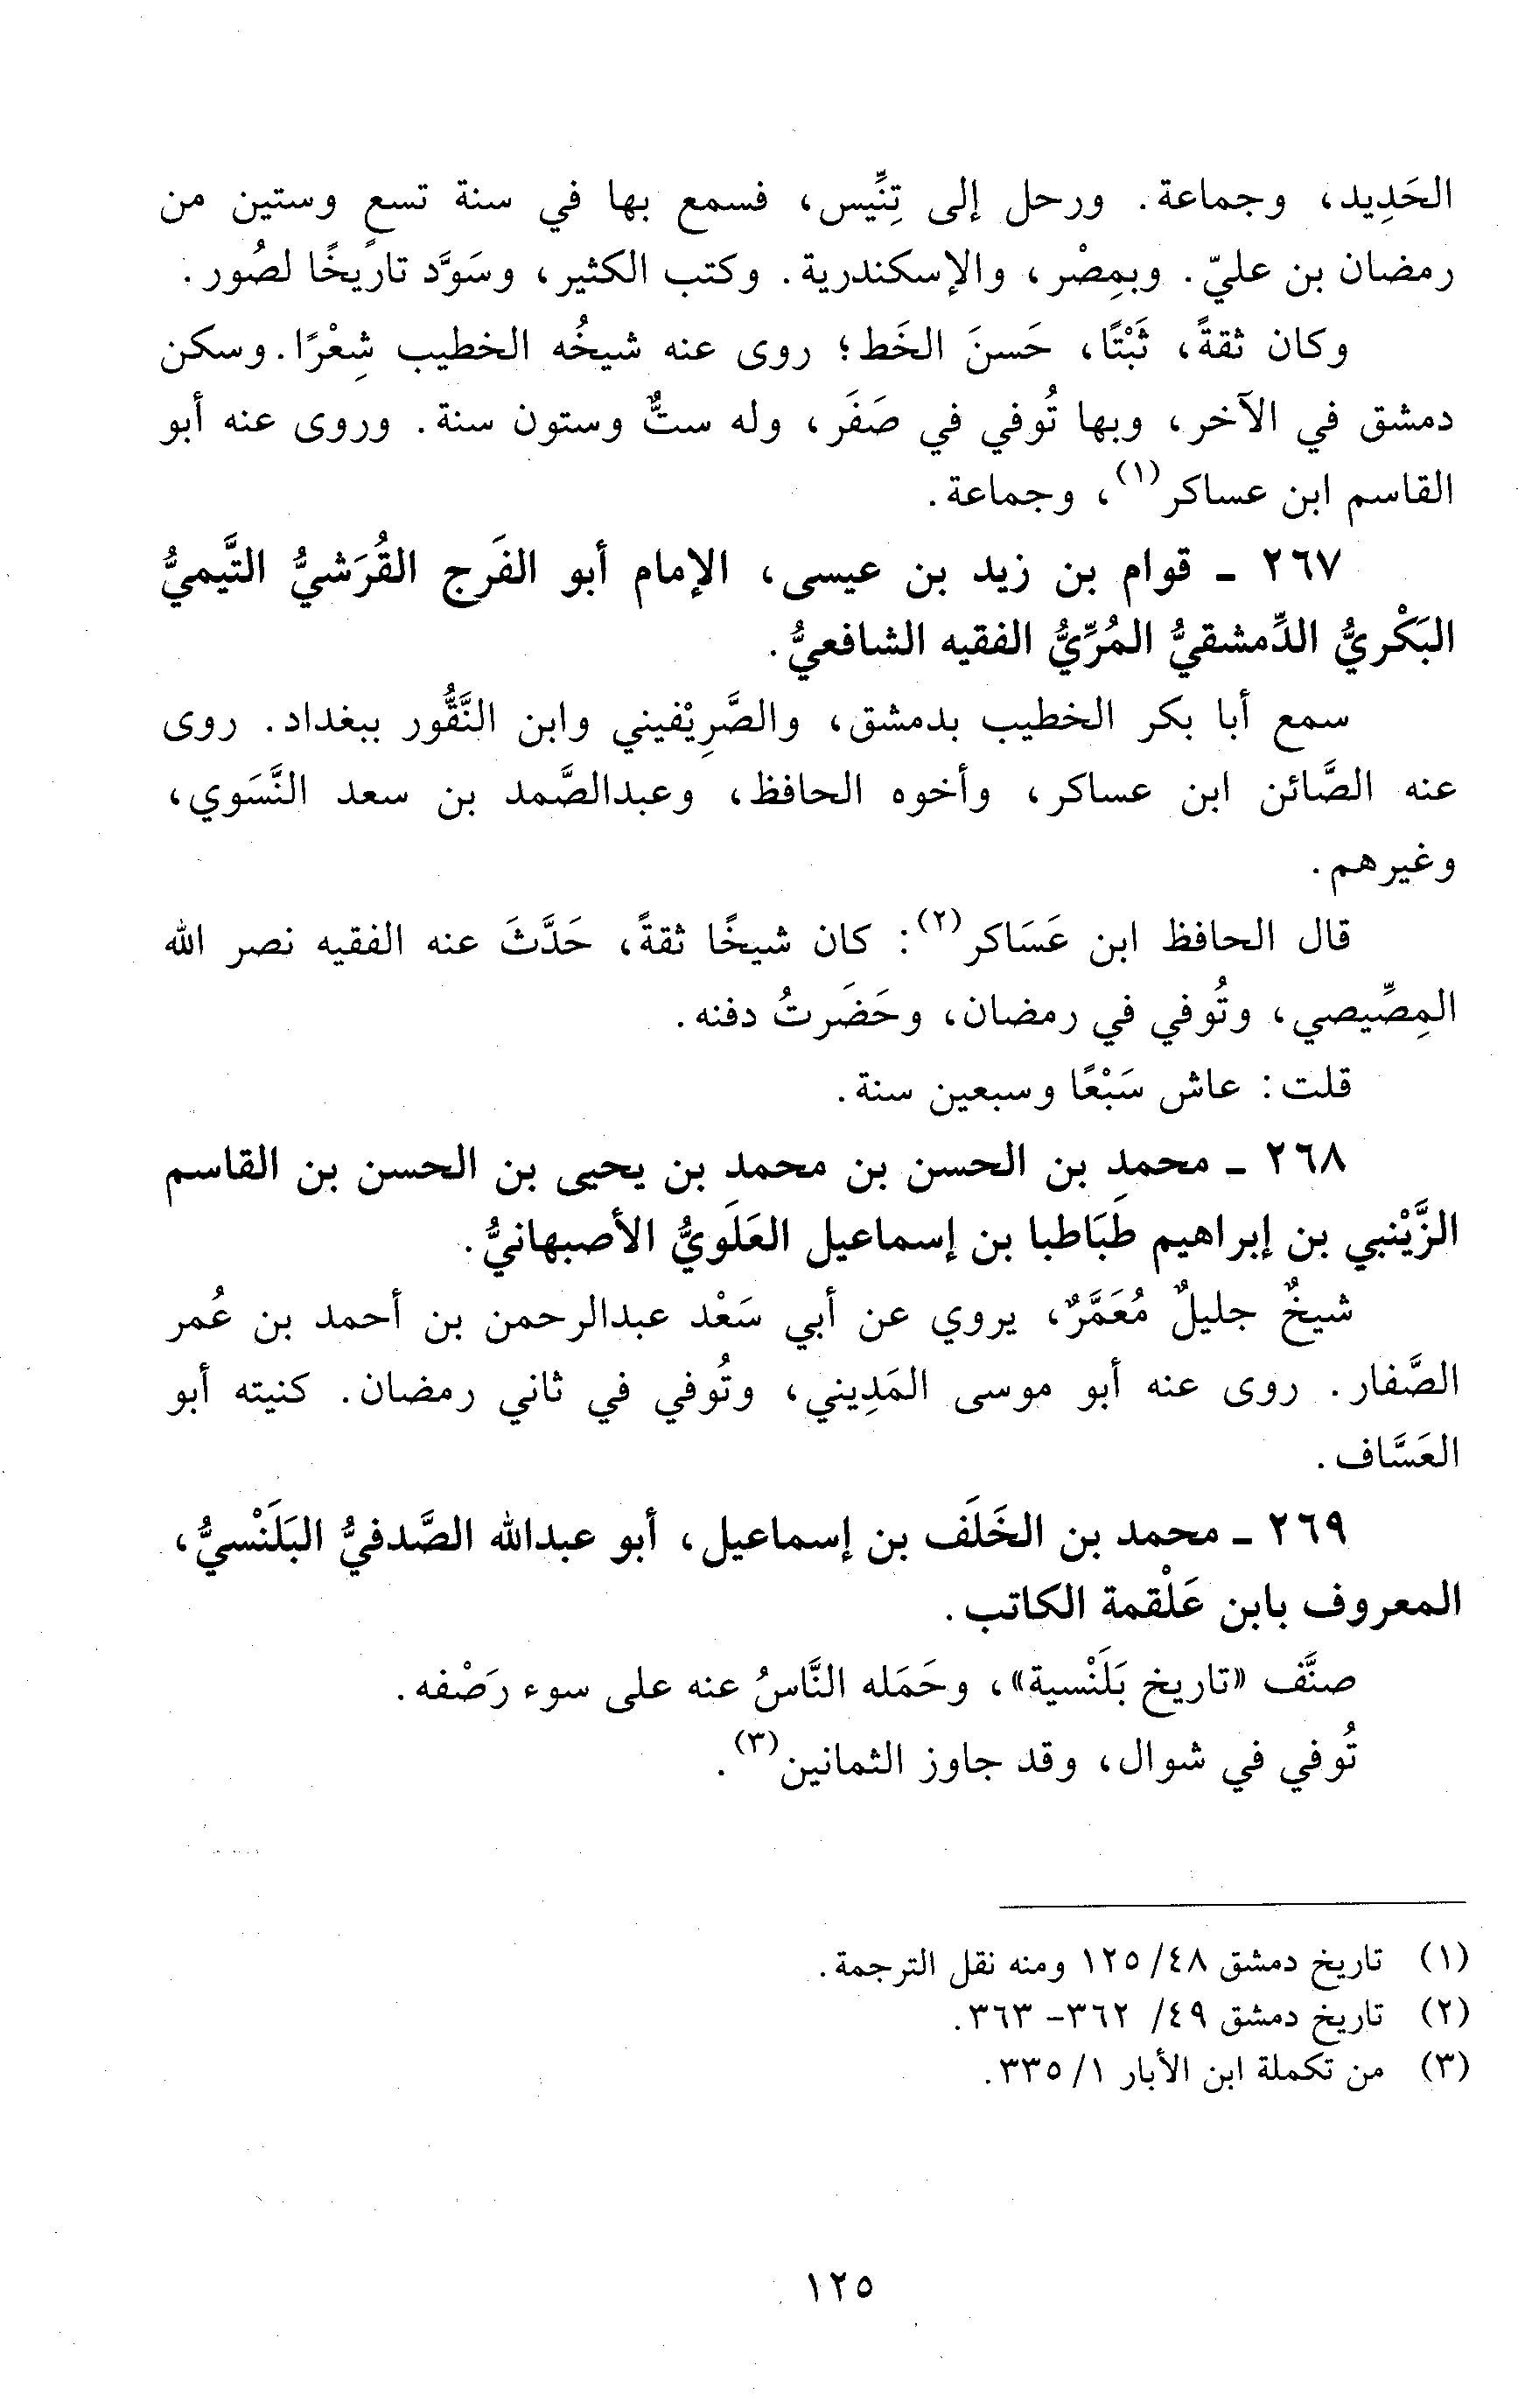 الحَدِيد، وجماعة. ورحل إلى تِنِّيس، فسمع بها في سنة تسعٍ وستين من
رمضان بن عليّ. وبمِصْر، والإسكندرية. وكتب الكثير، وسَوَّد تاريخًا لصُور.
وكان ثقةً، ثَبْتًا، حَسنَ الخَط؛ روى عنه شيخُه الخطيب شِعْرًا. وسكن
دمشق في الآخر، وبها تُوفي في صَفَر، وله ستٌّ وستون سنة. وروى عنه أبو
القاسم ابن عساكر(١)، وجماعة.
٢٦٧ ـ قوام بن زيد بن عيسى، الإمام أبو الفَرج القُرَشيُّ التَّيميُّ
البَكْريُّ الدِّمشقيُّ المُرِّيُّ الفقيه الشافعيُّ.
سمع أبا بكر الخطيب بدمشق، والصَّرِيْفيني وابن النَّقُّور ببغداد. روى
عنه الصَّائن ابن عساكر، وأخوه الحافظ، وعبدالصَّمد بن سعد النَّسَوي،
وغيرهم.
قال الحافظ ابن عَسَاكر(٢): كان شيخًا ثقةً، حَدَّثَ عنه الفقيه نصر الله
المِصِّيصي، وتُوفي في رمضان، وحَضَرتُ دفنه.
قلت: عاش سَبْعًا وسبعين سنة.
٢٦٨ ـ محمد بن الحسن بن محمد بن يحيى بن الحسن بن القاسم
الزَّيْنبي بن إبراهيم طَبَاطبا بن إسماعيل العَلَويُّ الأصبهانيُّ.
شيخٌ جليلٌ مُعَمَّرٌ، يروي عن أبي سَعْد عبدالرحمن بن أحمد بن عُمر
الصَّفار. روى عنه أبو موسى المَدِيني، وتُوفي في ثاني رمضان. كنيته أبو
العَسَّاف.
٢٦٩ ـ محمد بن الخَلَف بن إسماعيل، أبو عبدالله الصَّدفيُّ البَلَنْسيُّ،
المعروف بابن عَلْقمة الكاتب.
صنَّف «تاريخ بَلَنْسية»، وحَمَله النَّاسُ عنه على سوء رَصْفه.
تُوفي في شوال، وقد جاوز الثمانين(٣).
(١) تاريخ دمشق ٤٨/ ١٢٥ ومنه نقل الترجمة.
(٢) تاريخ دمشق ٤٩/ ٣٦٢- ٣٦٣.
(٣) من تكملة ابن الأبار ١/ ٣٣٥.
١٢٥